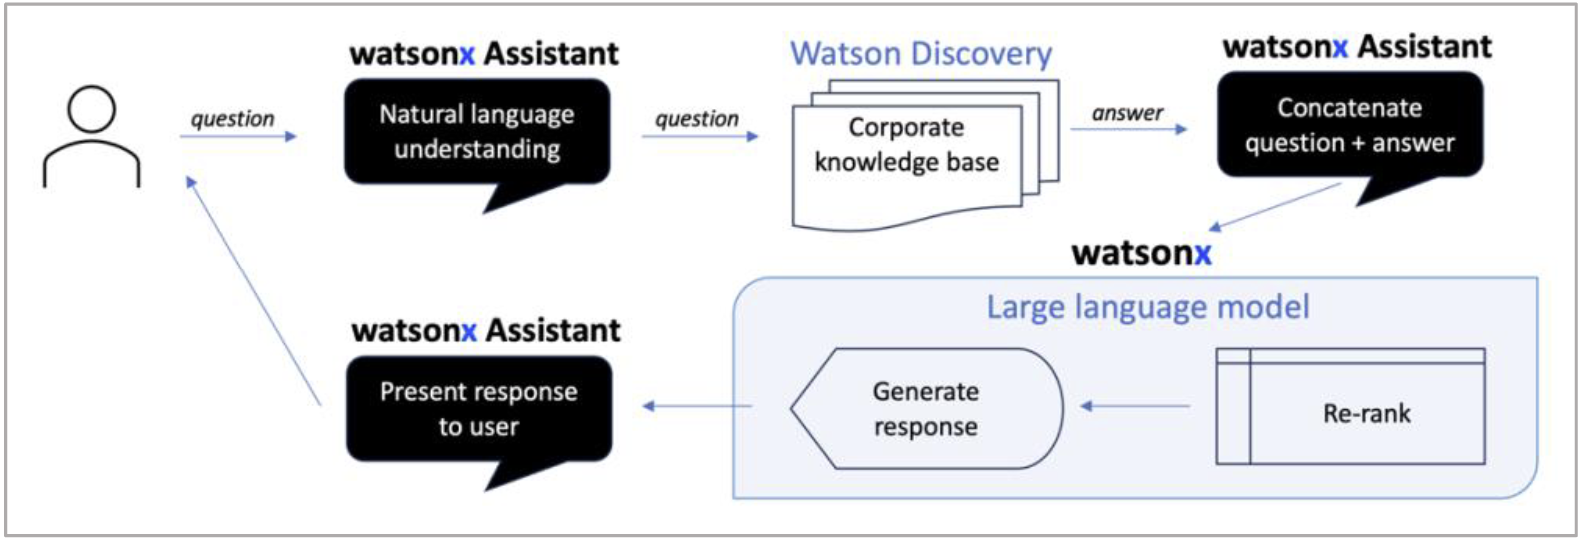 watsonx Assistant
question
Natural language
understanding
question
Watson Discovery
Corporate
knowledge base
answer
watsonx Assistant
Concatenate
question + answer
watsonx
Large language model
Re-rank
Generate
response
watsonx Assistant
Present response
to user